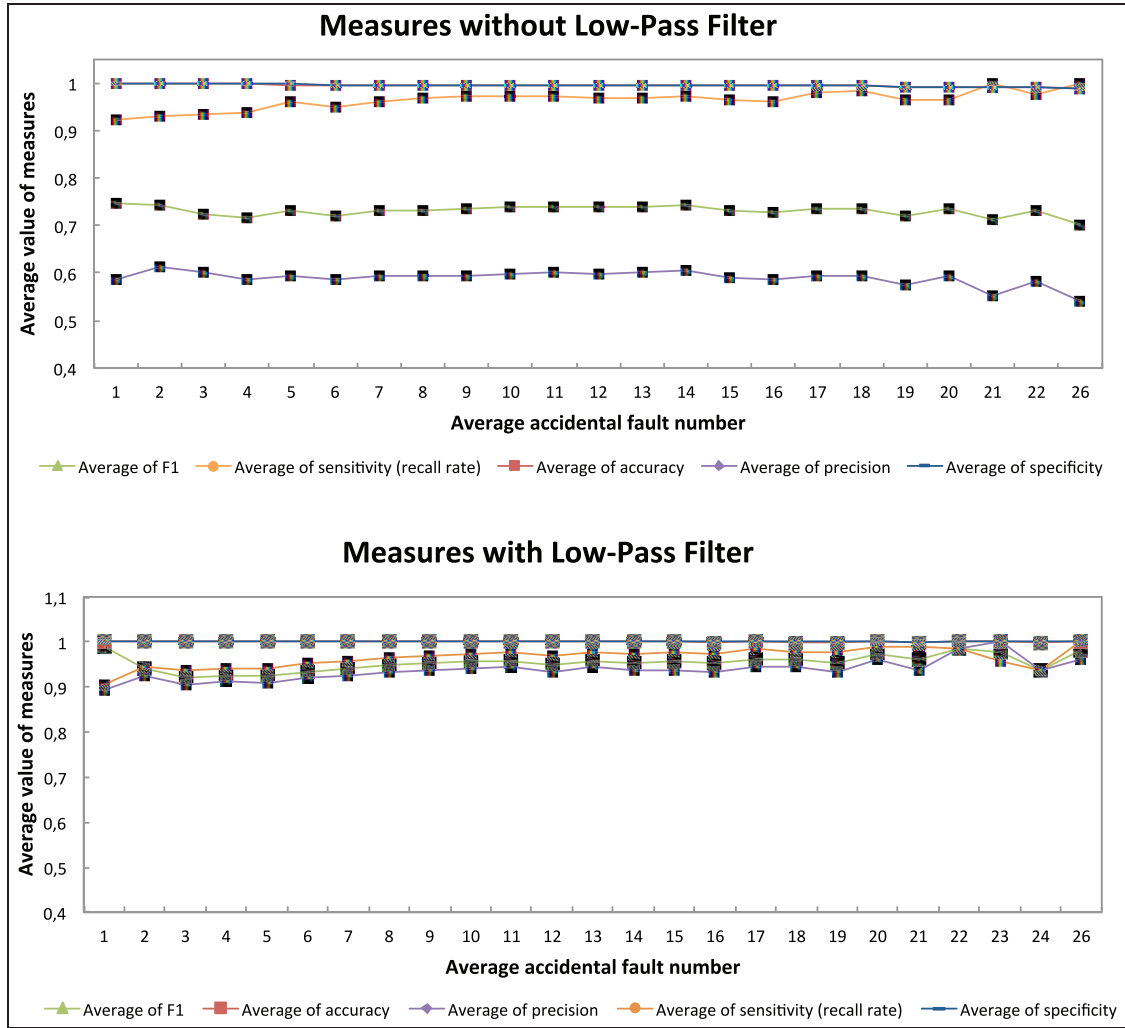 Measures without Low-Pass Filter
Average value of measures
1
0,9
0,8
0,7
0,6
0,5
0,4
1 2 3 4 5 6 7 8 9 10 11 12 13 14 15 16 17 18 19 20 21 22 26
Average accidental fault number
Average of F1 Average of sensitivity (recall rate) Average of accuracy Average of precision Average of specificity
Measures with Low-Pass Filter
Average value of measures
1,1
1
0,9
0,8
0,7
0,6
0,5
0,4
1 2 3 4 5 6 7 8 9 10 11 12 13 14 15 16 17 18 19 20 21 22 23 24 26
Average accidental fault number
Average of F1 Average of accuracy Average of precision Average of sensitivity (recall rate) Average of specificity